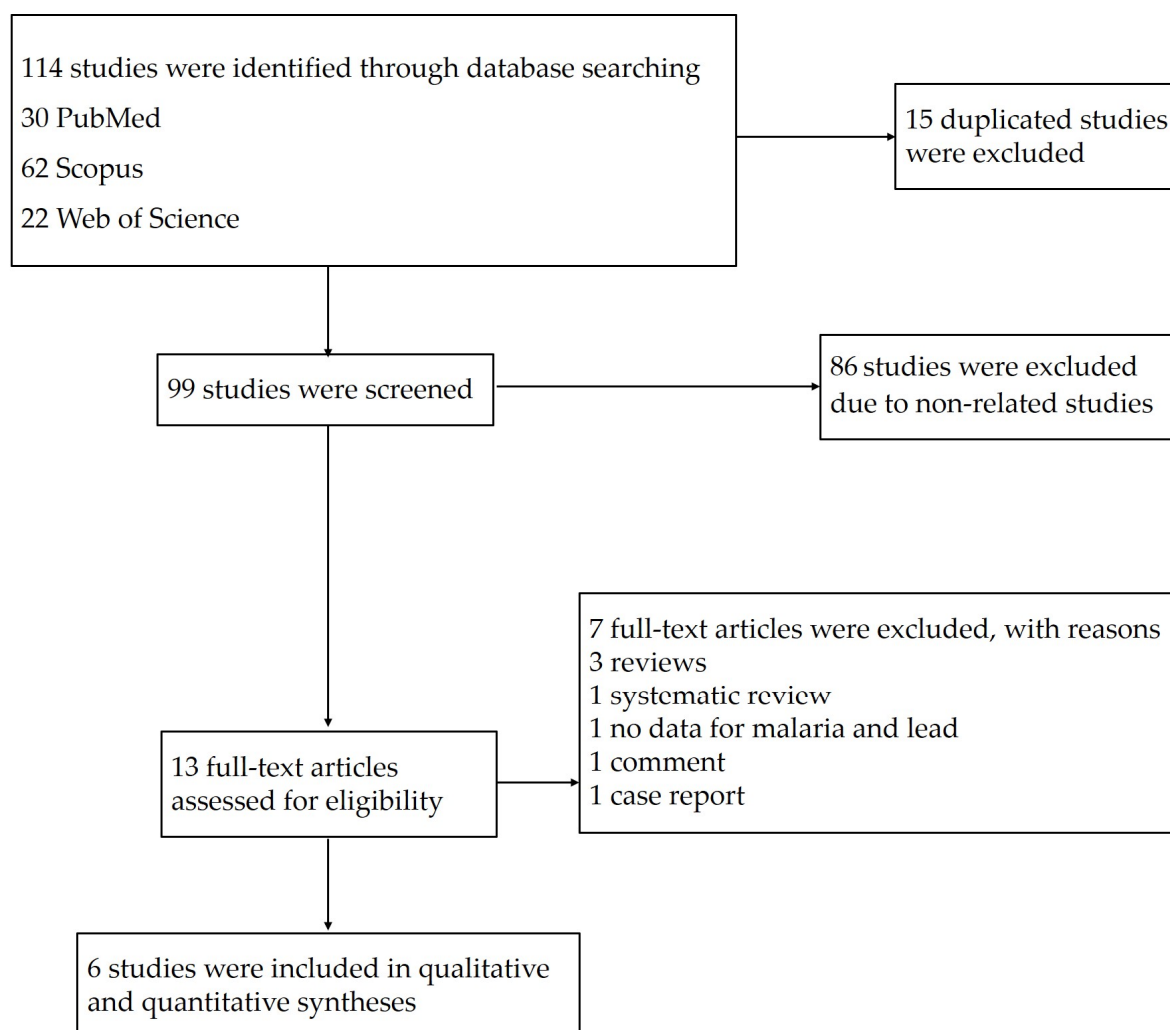 114 studies were identified through database searching
30 PubMed
62 Scopus
22 Web of Science
15 duplicated studies
were excluded
99 studies were screened
86 studies were excluded
due to non-related studies
7 full-text articles were excluded, with reasons
3 reviews
1 systematic review
1 no data for malaria and lead
1 comment
1 case report
13 full-text articles
assessed for eligibility
6 studies were included in qualitative
and quantitative syntheses